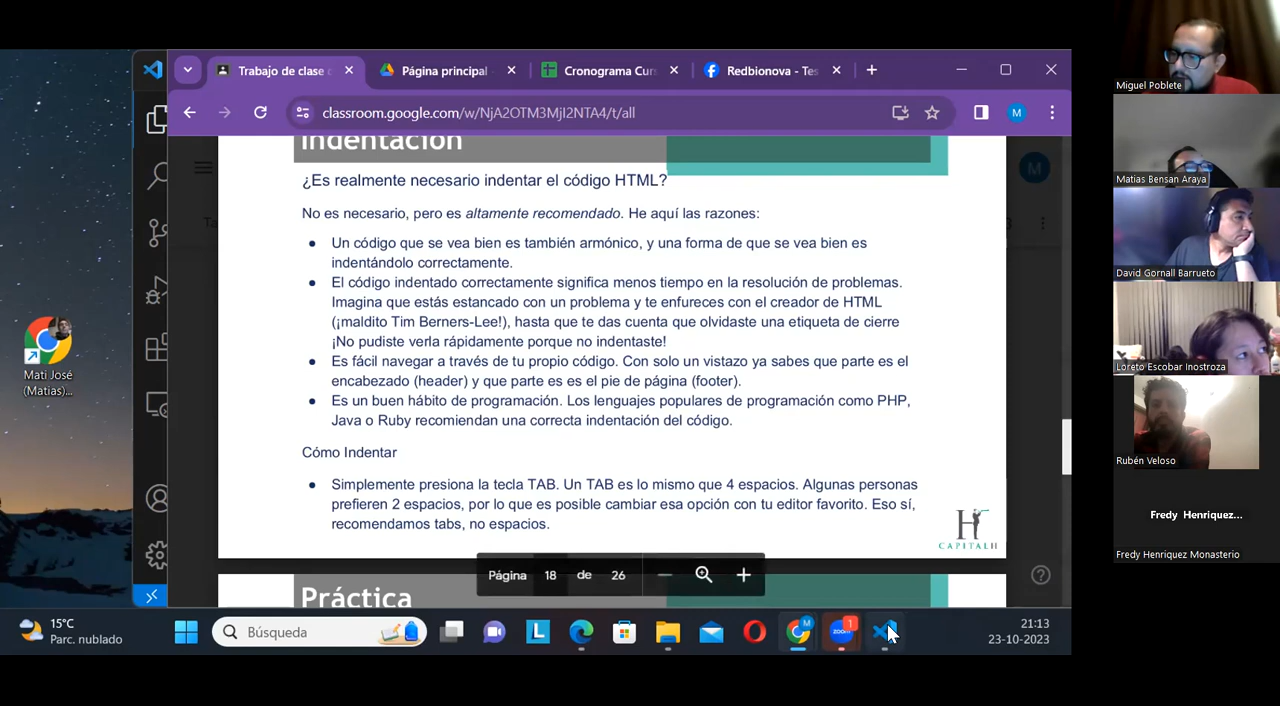 Trabajo de clase
Página principal
Cronograma Cur
Redbionova - Tes
classroom.google.com/w/NjA2OTM3MjI2NTA4/t/all
M
M
Indentación
¿Es realmente necesario indentar el código HTML?
No es necesario, pero es altamente recomendado. He aquí las razones:
Un código que se vea bien es también armónico, y una forma de que se vea bien es
indentándolo correctamente.
El código indentado correctamente significa menos tiempo en la resolución de problemas.
Imagina que estás estancado con un problema y te enfureces con el creador de HTML
(¡maldito Tim Berners-Lee!), hasta que te das cuenta que olvidaste una etiqueta de cierre
¡No pudiste verla rápidamente porque no indentaste!
Es fácil navegar a través de tu propio código. Con solo un vistazo ya sabes que parte es el
encabezado (header) y que parte es es el pie de página (footer).
Es un buen hábito de programación. Los lenguajes populares de programación como PHP,
Java o Ruby recomiendan una correcta indentación del código.
Cómo Indentar
Simplemente presiona la tecla TAB. Un TAB es lo mismo que 4 espacios. Algunas personas
prefieren 2 espacios, por lo que es posible cambiar esa opción con tu editor favorito. Eso sí,
recomendamos tabs, no espacios.
H
CAPITALH
Página 18 de 26
Práctica
Mati José
(Matias)...
15°C
Parc. nublado
Búsqueda
L
M
zoom
1
21:13
23-10-2023
Miguel Poblete
Matias Bensan Araya
David Gornall Barrueto
Loreto Escobar Inostroza
Rubén Veloso
Fredy Henriquez...
Fredy Henriquez Monasterio